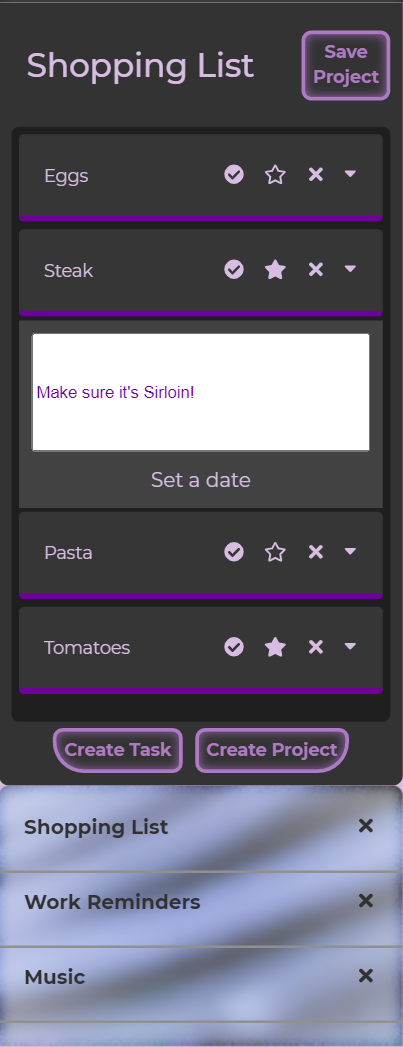 Shopping List
Save
Project
Eggs
Steak
Make sure it's Sirloin!
Set a date
Pasta
Tomatoes
Create Task
Create Project
Shopping List
Work Reminders
Music